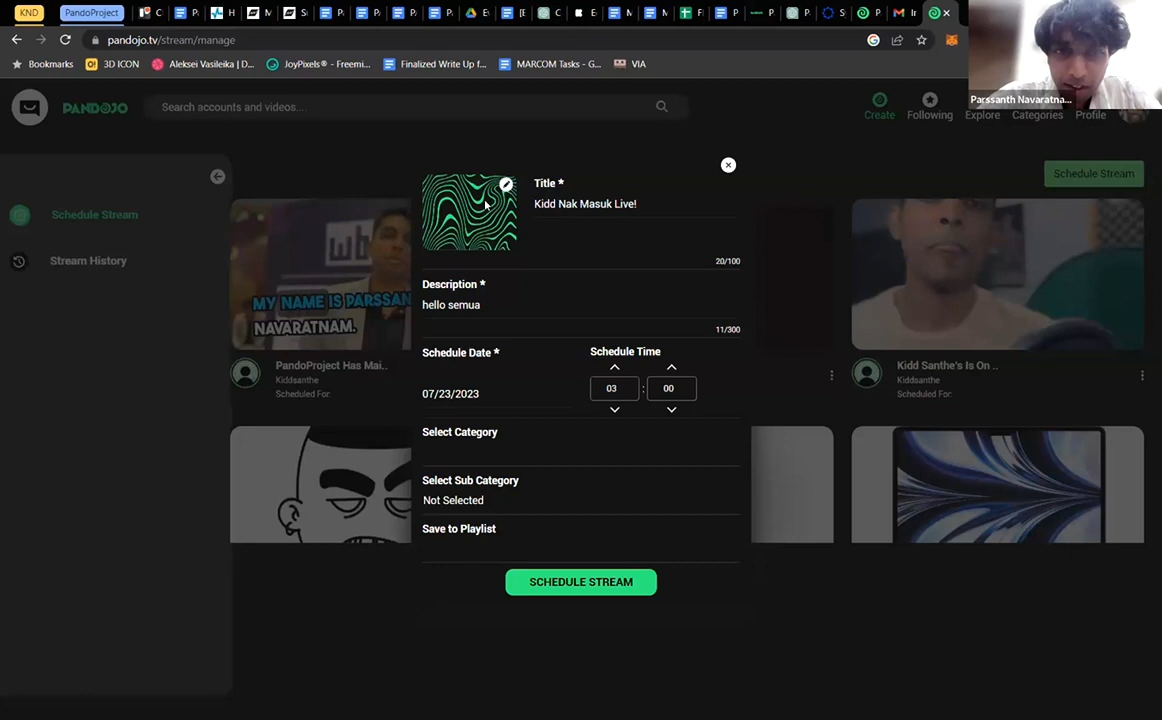 KND
PandoProject
pandojo.tv/stream/manage
Bookmarks
3D ICON
Aleksei Vasileika | D...
JoyPixels® - Freemi...
Finalized Write Up f...
MARCOM Tasks - G...
VIA
Parssanth Navaratna...
PANDOJO
Search accounts and videos....
Create
Following
Explore
Categories
Profile
Schedule Stream
Schedule Stream
Stream History
MY NAME IS PARSSAN
NAVARATNAM.
PandoProject Has Mai..
Kiddsanthe
Scheduled For:
Kidd Santhe's Is On ..
Kiddsanthe
Scheduled For:
Title *
Kidd Nak Masuk Live!
20/100
Description *
hello semua
11/300
Schedule Date *
Schedule Time
07/23/2023
03 : 00
Select Category
Select Sub Category
Not Selected
Save to Playlist
SCHEDULE STREAM